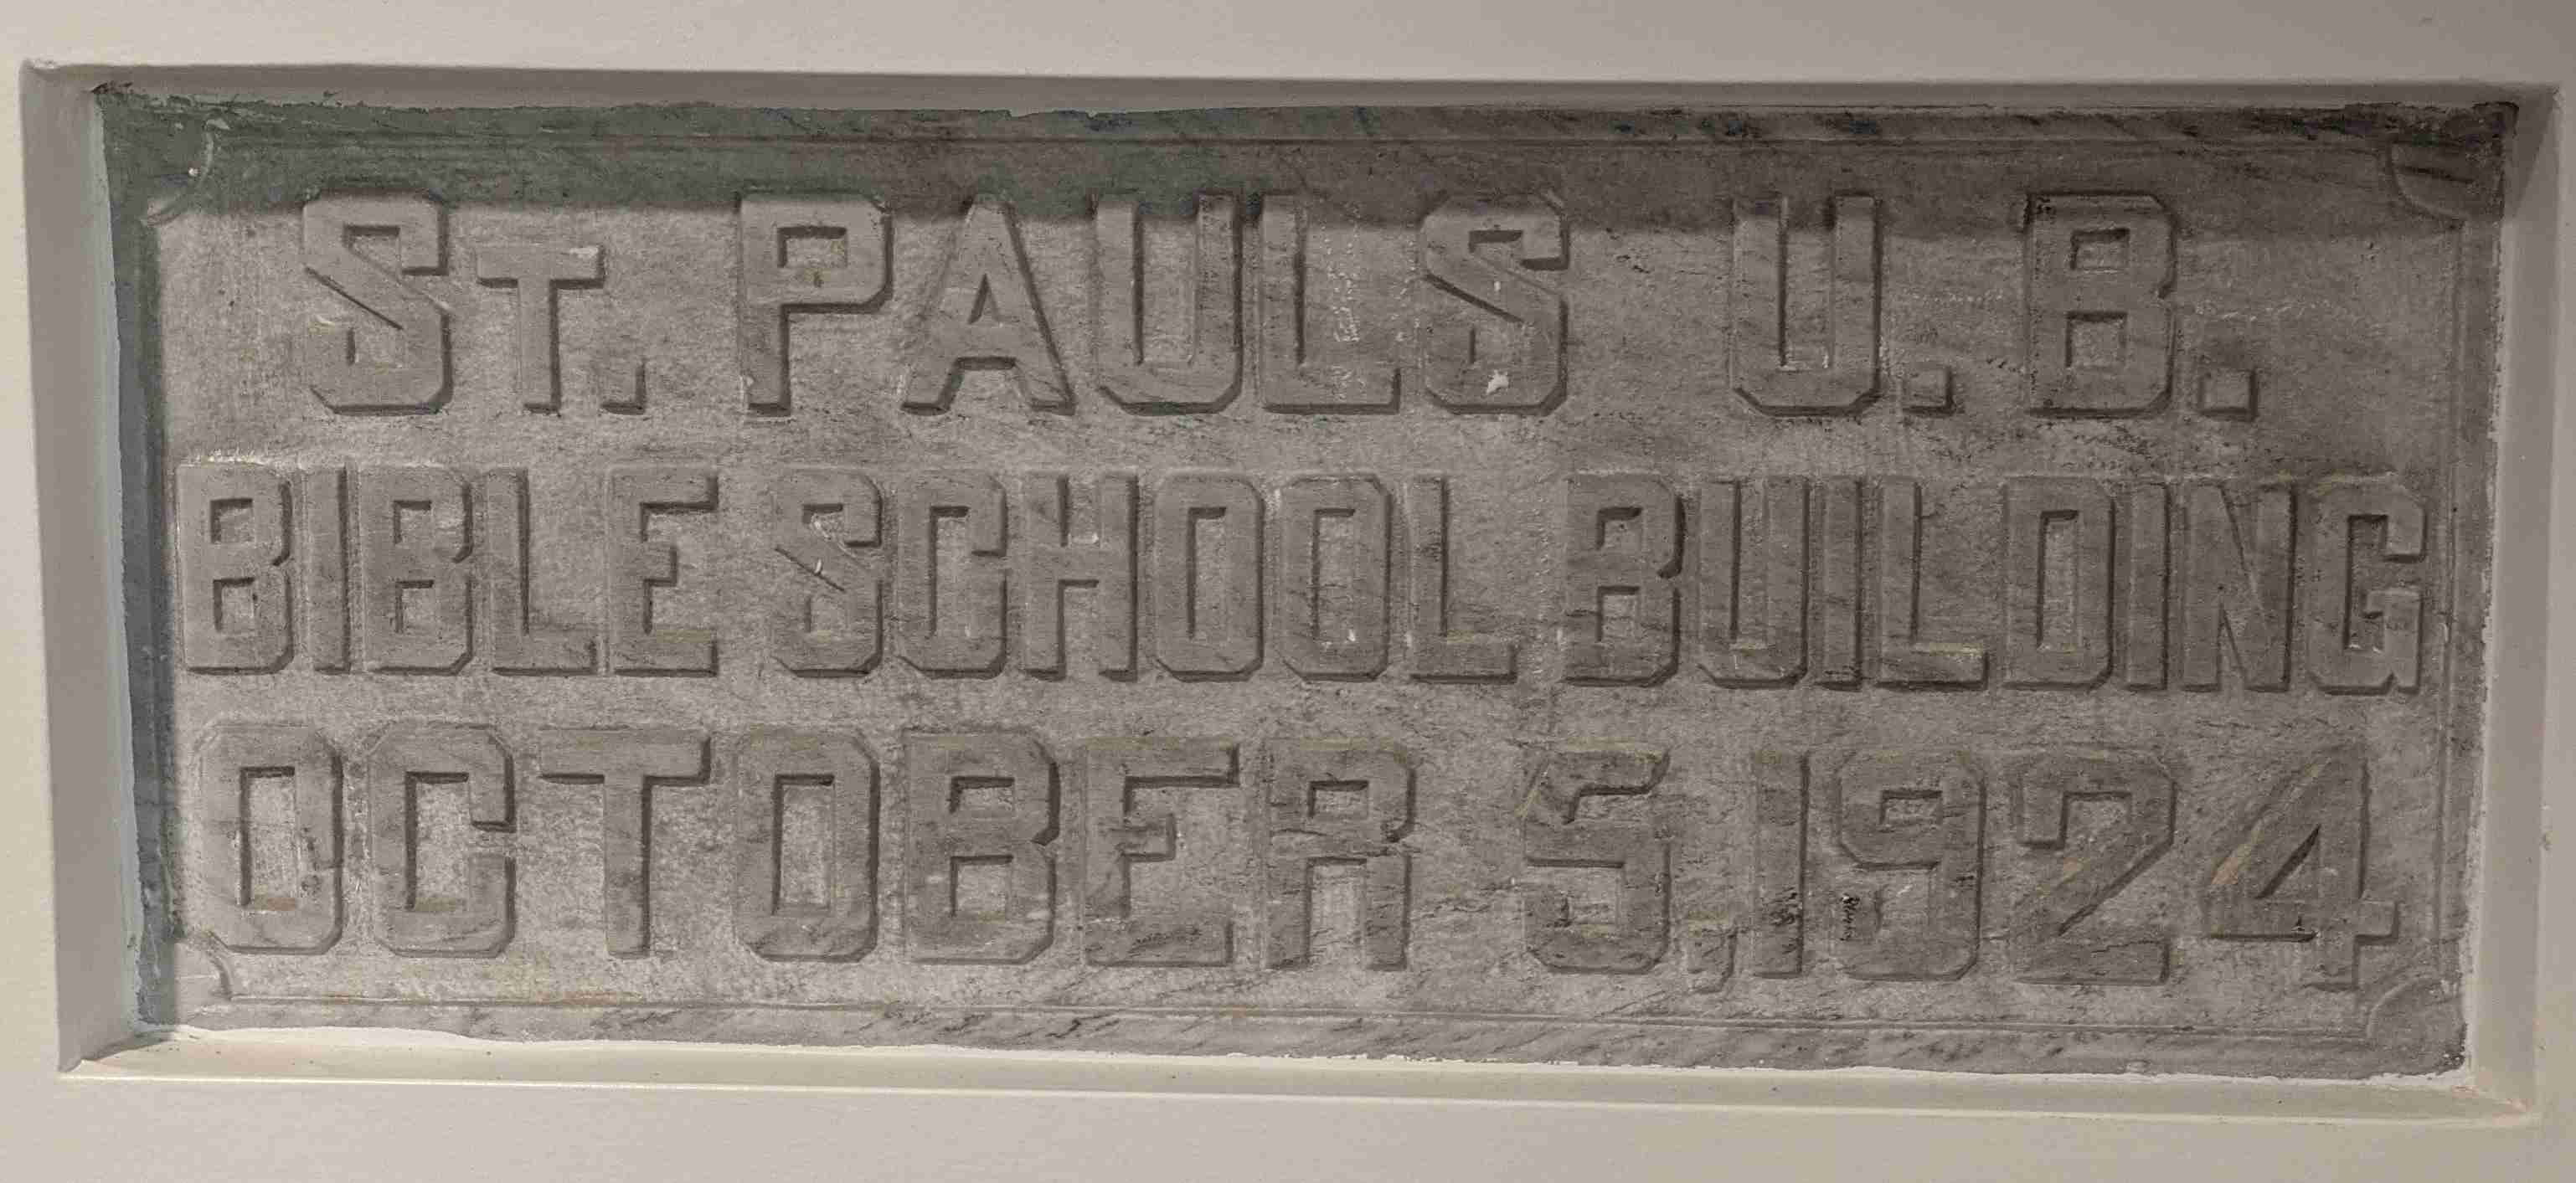 ST. PAULS U. B.
BIBLE SCHOOL BUILDING
OCTOBER 5, 1924